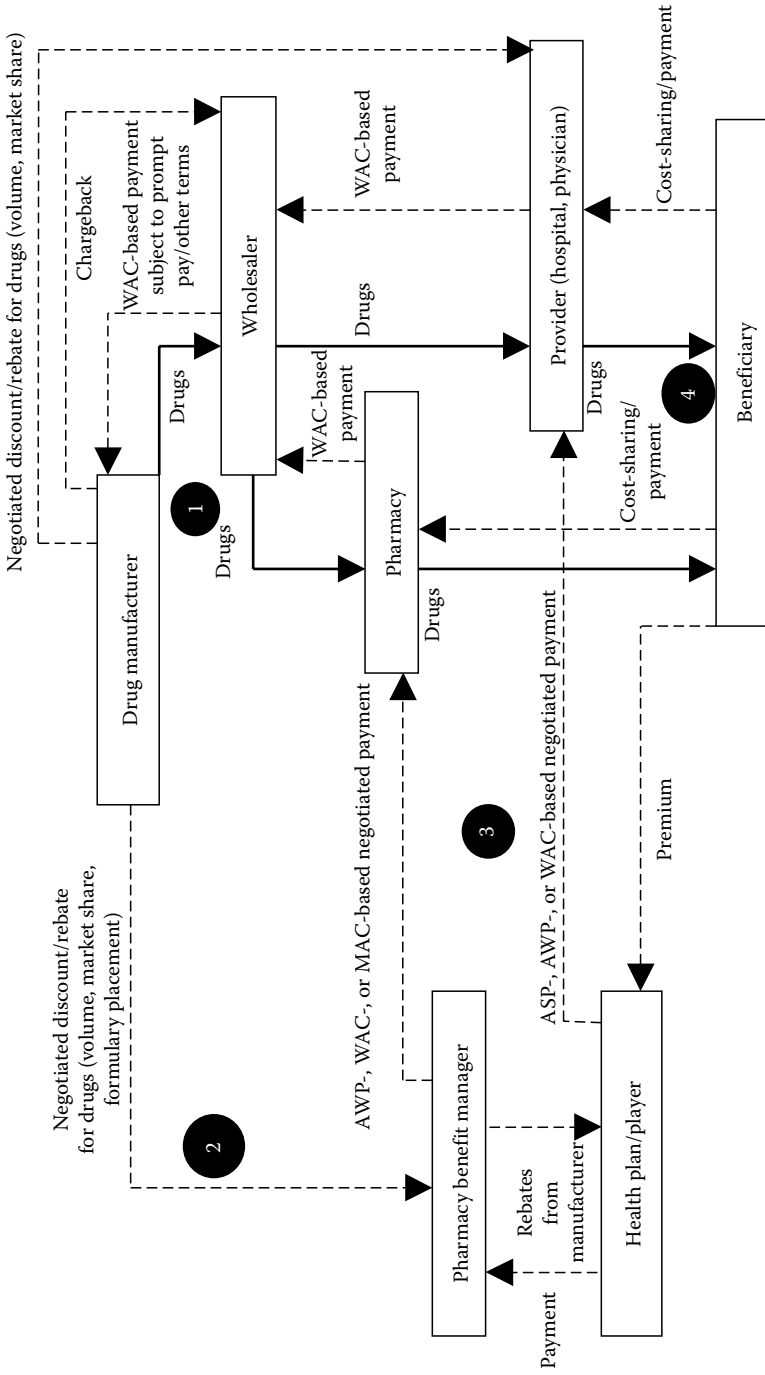 Negotiated discount/rebate for drugs (volume, market share)
Negotiated discount/rebate
for drugs (volume, market share,
formulary placement)
Chargeback
Drug manufacturer
WAC-based payment
subject to prompt
pay/other terms
Drugs
1
2
Drugs
Wholesaler
WAC-based
payment
Drugs
WAC-based
payment
AWP-, WAC-, or MAC-based negotiated payment
Pharmacy
Drugs
Pharmacy benefit manager
3
Payment
Rebates
from
manufacturer
ASP-, AWP-, or WAC-based negotiated payment
Provider (hospital, physician)
Drugs
Health plan/player
Cost-sharing/
payment
Cost-sharing/payment
Premium
4
Beneficiary